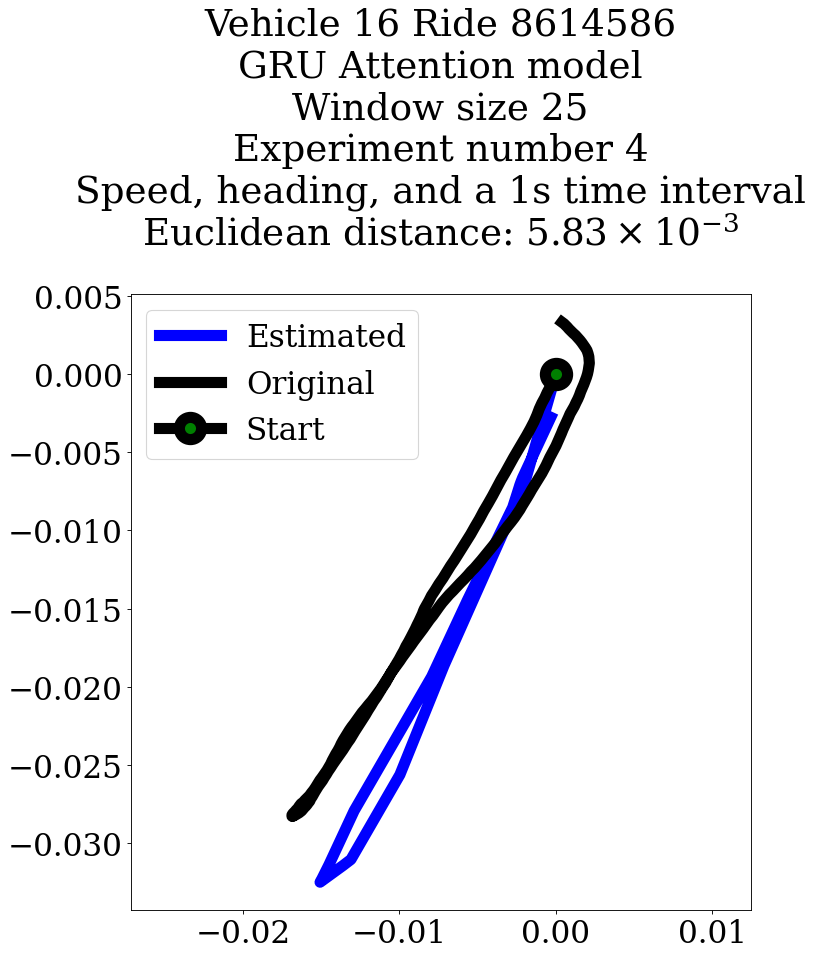 Vehicle 16 Ride 8614586
GRU Attention model
Window size 25
Experiment number 4
Speed, heading, and a 1s time interval
Euclidean distance: 5.83 × 10⁻³
0.005
Estimated
0.000
Original
Start
−0.005
−0.010
−0.015
−0.020
−0.025
−0.030
−0.02 −0.01 0.00 0.01